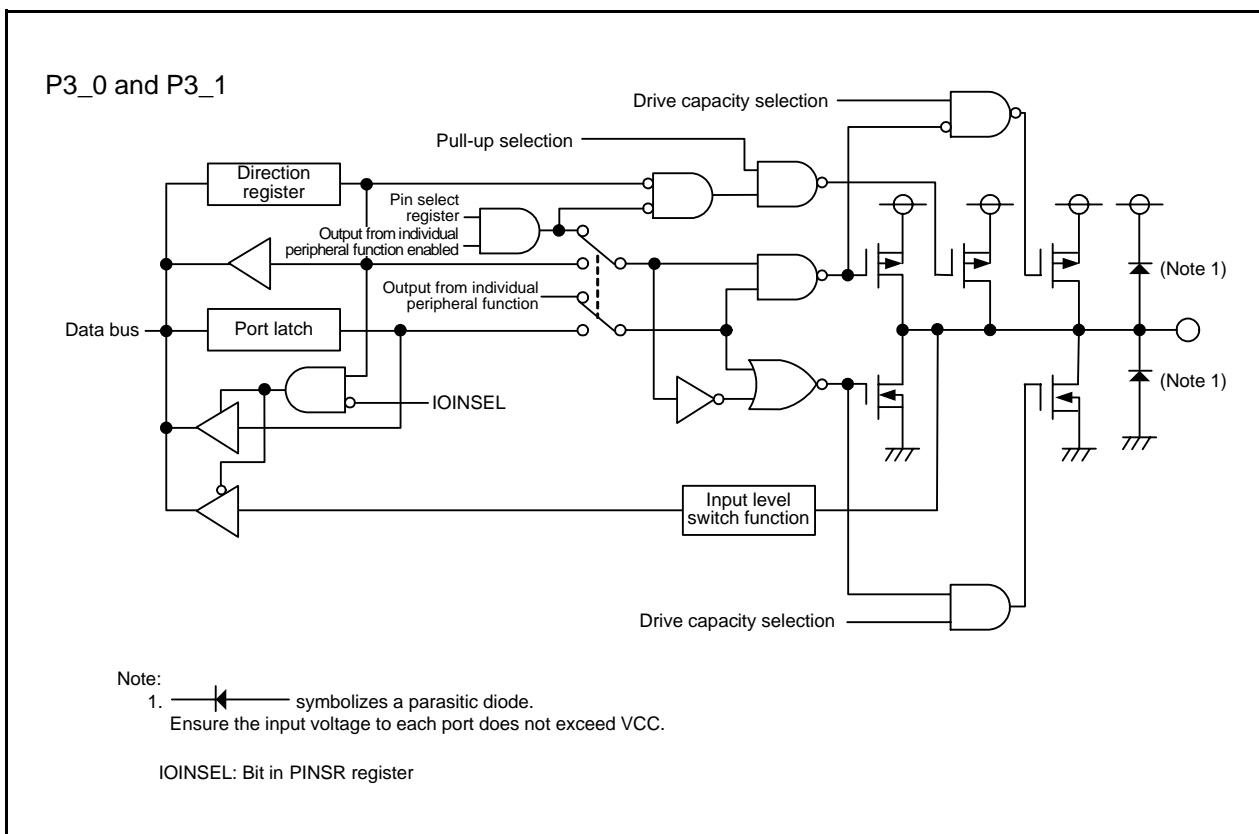 P3_0 and P3_1
Drive capacity selection
Pull-up selection
Direction
register
Pin select
register
Output from individual
peripheral function enabled
(Note 1)
Output from individual
peripheral function
Data bus
Port latch
(Note 1)
IOINSEL
Input level
switch function
Drive capacity selection
Note:
1. symbolizes a parasitic diode.
Ensure the input voltage to each port does not exceed VCC.
IOINSEL: Bit in PINSR register